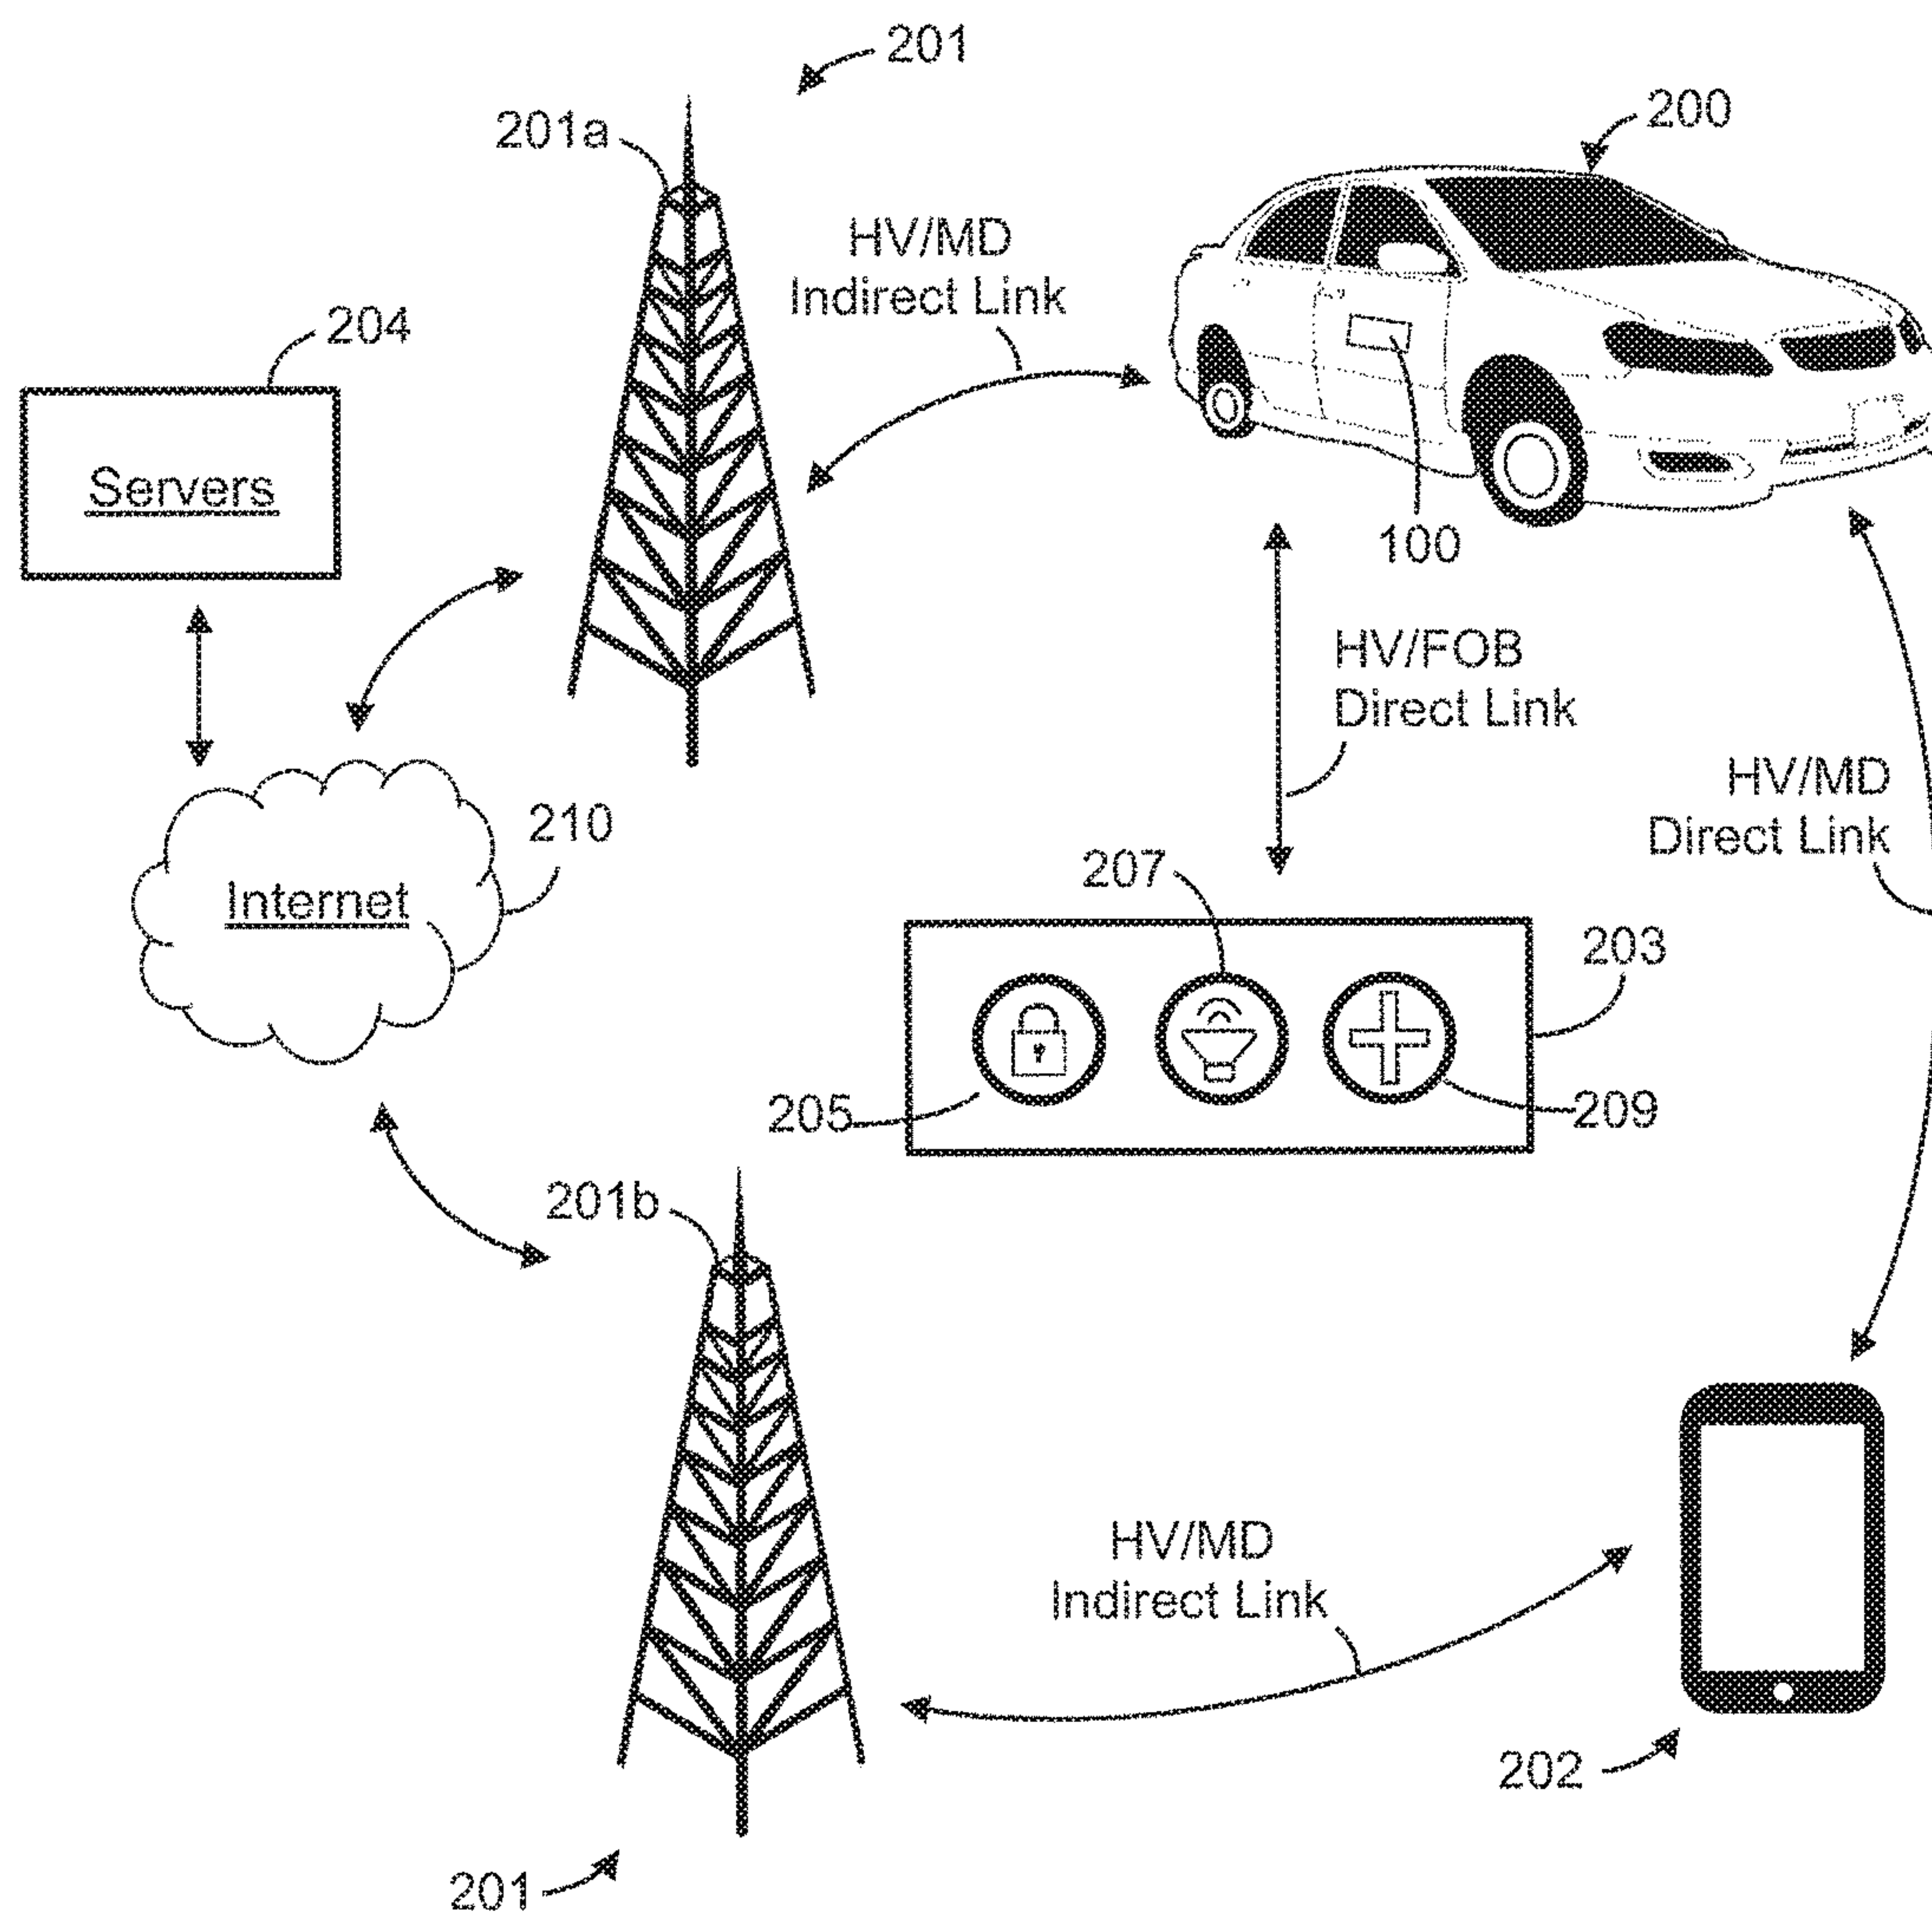 201
201a
200
HV/MD
Indirect Link
204
Servers
100
HV/FOB
Direct Link
HV/MD
Direct Link
210
Internet
207
203
205
209
201b
HV/MD
Indirect Link
202
201